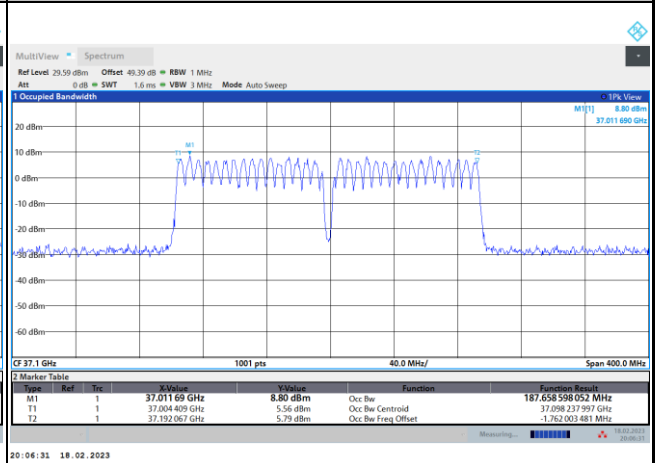 MultiView Spectrum
Ref Level 29.59 dBm Offset 49.39 dB RBW 1 MHz
Att 0 dB SWT 1.6 ms VBW 3 MHz Mode Auto Sweep
1 Occupied Bandwidth 1Pk View
M1[1] 8.80 dBm
37.011 690 GHz
20 dBm
M1
10 dBm
T1 T2
0 dBm
-10 dBm
-20 dBm
-30 dBm
-40 dBm
-50 dBm
-60 dBm
CF 37.1 GHz 1001 pts 40.0 MHz/ Span 400.0 MHz
2 Marker Table
Type Ref Trc X-Value Y-Value Function Function Result
M1 1 37.011 69 GHz 8.80 dBm Occ Bw 187.658 598 052 MHz
T1 1 37.004 409 GHz 5.56 dBm Occ Bw Centroid 37.098 237 997 GHz
T2 1 37.192 067 GHz 5.79 dBm Occ Bw Freq Offset -1.762 003 481 MHz
Measuring... 18.02.2023
20:06:31
20:06:31 18.02.2023